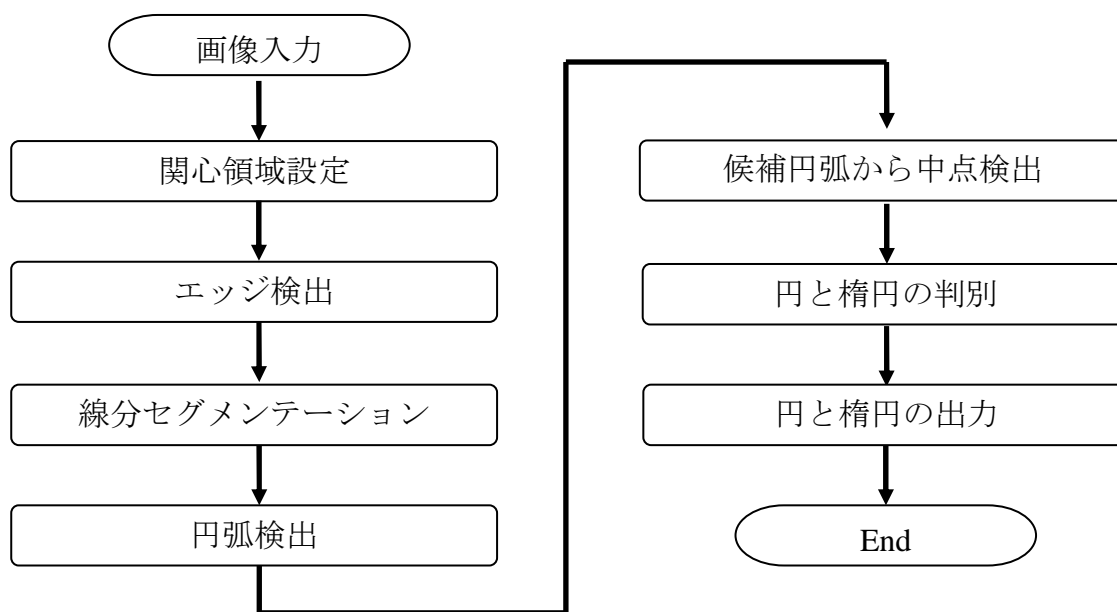 画像入力
関心領域設定
エッジ検出
線分セグメンテーション
円弧検出
候補円弧から中点検出
円と楕円の判別
円と楕円の出力
End